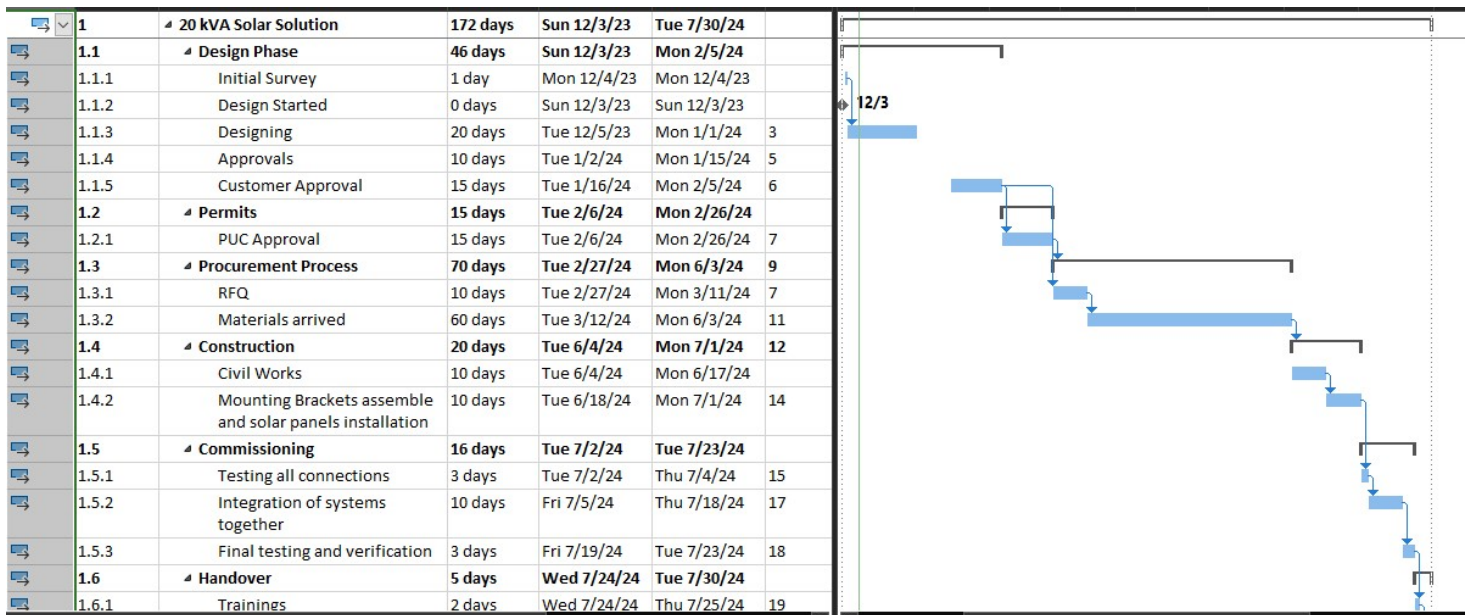 1 20 kVA Solar Solution 172 days Sun 12/3/23 Tue 7/30/24
1.1 Design Phase 46 days Sun 12/3/23 Mon 2/5/24
1.1.1 Initial Survey 1 day Mon 12/4/23 Mon 12/4/23
1.1.2 Design Started 0 days Sun 12/3/23 Sun 12/3/23 12/3
1.1.3 Designing 20 days Tue 12/5/23 Mon 1/1/24 3
1.1.4 Approvals 10 days Tue 1/2/24 Mon 1/15/24 5
1.1.5 Customer Approval 15 days Tue 1/16/24 Mon 2/5/24 6
1.2 Permits 15 days Tue 2/6/24 Mon 2/26/24
1.2.1 PUC Approval 15 days Tue 2/6/24 Mon 2/26/24 7
1.3 Procurement Process 70 days Tue 2/27/24 Mon 6/3/24 9
1.3.1 RFQ 10 days Tue 2/27/24 Mon 3/11/24 7
1.3.2 Materials arrived 60 days Tue 3/12/24 Mon 6/3/24 11
1.4 Construction 20 days Tue 6/4/24 Mon 7/1/24 12
1.4.1 Civil Works 10 days Tue 6/4/24 Mon 6/17/24
1.4.2 Mounting Brackets assemble 10 days Tue 6/18/24 Mon 7/1/24 14
and solar panels installation
1.5 Commissioning 16 days Tue 7/2/24 Tue 7/23/24
1.5.1 Testing all connections 3 days Tue 7/2/24 Thu 7/4/24 15
1.5.2 Integration of systems 10 days Fri 7/5/24 Thu 7/18/24 17
together
1.5.3 Final testing and verification 3 days Fri 7/19/24 Tue 7/23/24 18
1.6 Handover 5 days Wed 7/24/24 Tue 7/30/24
1.6.1 Trainings 2 days Wed 7/24/24 Thu 7/25/24 19